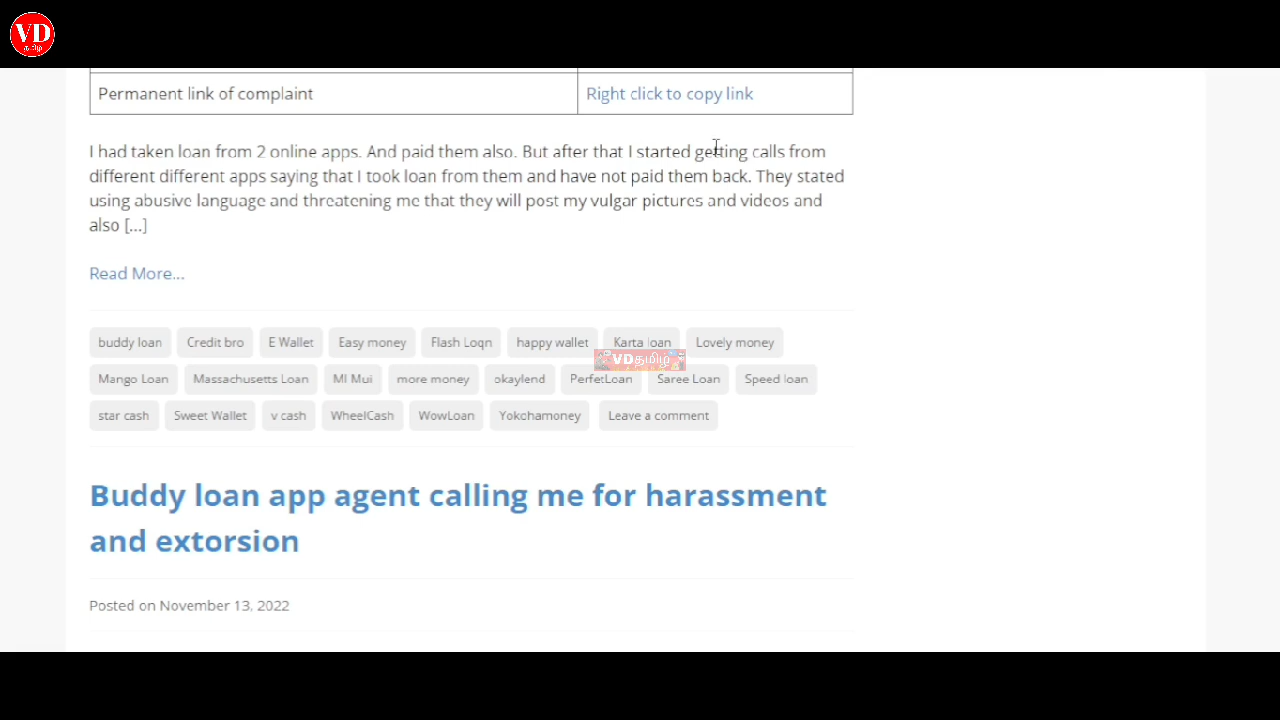 VD
தமிழ்
Permanent link of complaint Right click to copy link
I had taken loan from 2 online apps. And paid them also. But after that I started getting calls from
different different apps saying that I took loan from them and have not paid them back. They stated
using abusive language and threatening me that they will post my vulgar pictures and videos and
also [...]
Read More...
buddy loan Credit bro E Wallet Easy money Flash Loqn happy wallet Karta loan Lovely money
VDதமிழ்
Mango Loan Massachusetts Loan MI Mui more money okaylend PerfetLoan Saree Loan Speed loan
star cash Sweet Wallet v cash WheelCash WowLoan Yokohamoney Leave a comment
Buddy loan app agent calling me for harassment
and extorsion
Posted on November 13, 2022